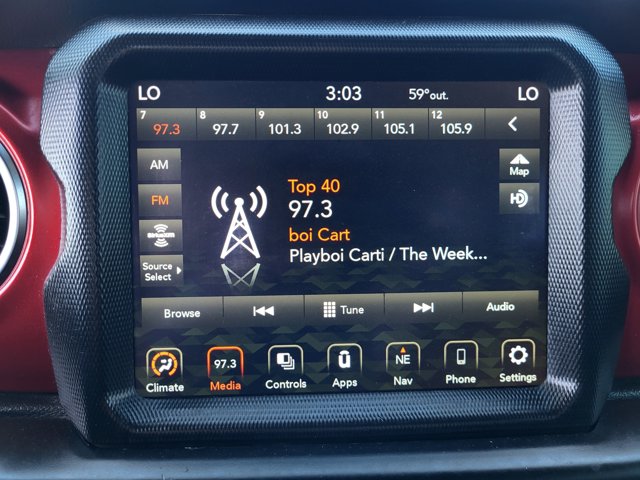 LO 3:03 59°out. LO
7 97.3 8 97.7 9 101.3 10 102.9 11 105.1 12 105.9
AM
FM
SiriusXM
Source
Select
Top 40
97.3
boi Cart
Playboi Carti / The Week...
Map
HD
Browse Tune Audio
97.3 NE
Climate Media Controls Apps Nav Phone Settings